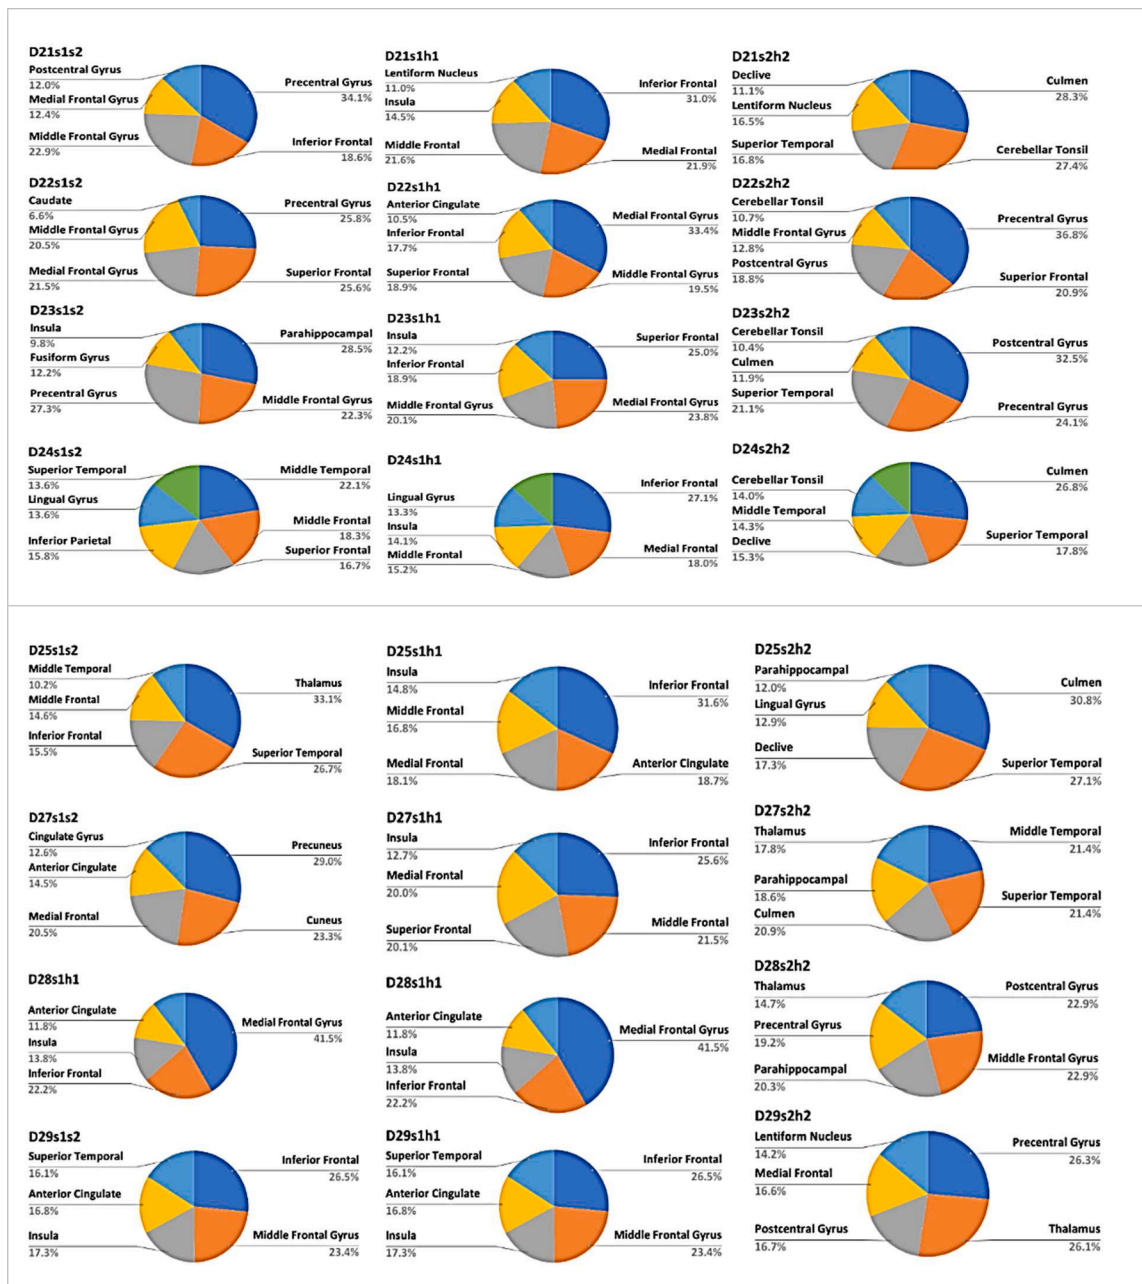 D21s1s2
Postcentral Gyrus
12.0%
Medial Frontal Gyrus
12.4%
Middle Frontal Gyrus
22.9%
Precentral Gyrus
34.1%
Inferior Frontal
18.6%
D21s1h1
Lentiform Nucleus
11.0%
Insula
14.5%
Middle Frontal
21.6%
Inferior Frontal
31.0%
Medial Frontal
21.9%
D21s2h2
Declive
11.1%
Lentiform Nucleus
16.5%
Superior Temporal
16.8%
Culmen
28.3%
Cerebellar Tonsil
27.4%
D22s1s2
Caudate
6.6%
Middle Frontal Gyrus
20.5%
Medial Frontal Gyrus
21.5%
Precentral Gyrus
25.8%
Superior Frontal
25.6%
D22s1h1
Anterior Cingulate
10.5%
Inferior Frontal
17.7%
Superior Frontal
18.9%
Medial Frontal Gyrus
33.4%
Middle Frontal Gyrus
19.5%
D22s2h2
Cerebellar Tonsil
10.7%
Middle Frontal Gyrus
12.8%
Postcentral Gyrus
18.8%
Precentral Gyrus
36.8%
Superior Frontal
20.9%
D23s1s2
Insula
9.8%
Fusiform Gyrus
12.2%
Precentral Gyrus
27.3%
Parahippocampal
28.5%
Middle Frontal Gyrus
22.3%
D23s1h1
Insula
12.2%
Inferior Frontal
18.9%
Middle Frontal Gyrus
20.1%
Superior Frontal
25.0%
Medial Frontal Gyrus
23.8%
D23s2h2
Cerebellar Tonsil
10.4%
Culmen
11.9%
Superior Temporal
21.1%
Postcentral Gyrus
32.5%
Precentral Gyrus
24.1%
D24s1s2
Superior Temporal
13.6%
Lingual Gyrus
13.6%
Inferior Parietal
15.8%
Middle Temporal
22.1%
Middle Frontal
18.3%
Superior Frontal
16.7%
D24s1h1
Lingual Gyrus
13.3%
Insula
14.1%
Middle Frontal
15.2%
Inferior Frontal
27.1%
Medial Frontal
18.0%
D24s2h2
Cerebellar Tonsil
14.0%
Middle Temporal
14.3%
Declive
15.3%
Culmen
26.8%
Superior Temporal
17.8%
D25s1s2
Middle Temporal
10.2%
Middle Frontal
14.6%
Inferior Frontal
15.5%
Thalamus
33.1%
Superior Temporal
26.7%
D25s1h1
Insula
14.8%
Middle Frontal
16.8%
Medial Frontal
18.1%
Inferior Frontal
31.6%
Anterior Cingulate
18.7%
D25s2h2
Parahippocampal
12.0%
Lingual Gyrus
12.9%
Declive
17.3%
Culmen
30.8%
Superior Temporal
27.1%
D27s1s2
Cingulate Gyrus
12.6%
Anterior Cingulate
14.5%
Medial Frontal
20.5%
Precuneus
29.0%
Cuneus
23.3%
D27s1h1
Insula
12.7%
Medial Frontal
20.0%
Superior Frontal
20.1%
Inferior Frontal
25.6%
Middle Frontal
21.5%
D27s2h2
Thalamus
17.8%
Parahippocampal
18.6%
Culmen
20.9%
Middle Temporal
21.4%
Superior Temporal
21.4%
D28s1h1
Anterior Cingulate
11.8%
Insula
13.8%
Inferior Frontal
22.2%
Medial Frontal Gyrus
41.5%
D28s1h1
Anterior Cingulate
11.8%
Insula
13.8%
Inferior Frontal
22.2%
Medial Frontal Gyrus
41.5%
D28s2h2
Thalamus
14.7%
Precentral Gyrus
19.2%
Parahippocampal
20.3%
Postcentral Gyrus
22.9%
Middle Frontal Gyrus
22.9%
D29s1s2
Superior Temporal
16.1%
Anterior Cingulate
16.8%
Insula
17.3%
Inferior Frontal
26.5%
Middle Frontal Gyrus
23.4%
D29s1h1
Superior Temporal
16.1%
Anterior Cingulate
16.8%
Insula
17.3%
Inferior Frontal
26.5%
Middle Frontal Gyrus
23.4%
D29s2h2
Lentiform Nucleus
14.2%
Medial Frontal
16.6%
Postcentral Gyrus
16.7%
Precentral Gyrus
26.3%
Thalamus
26.1%